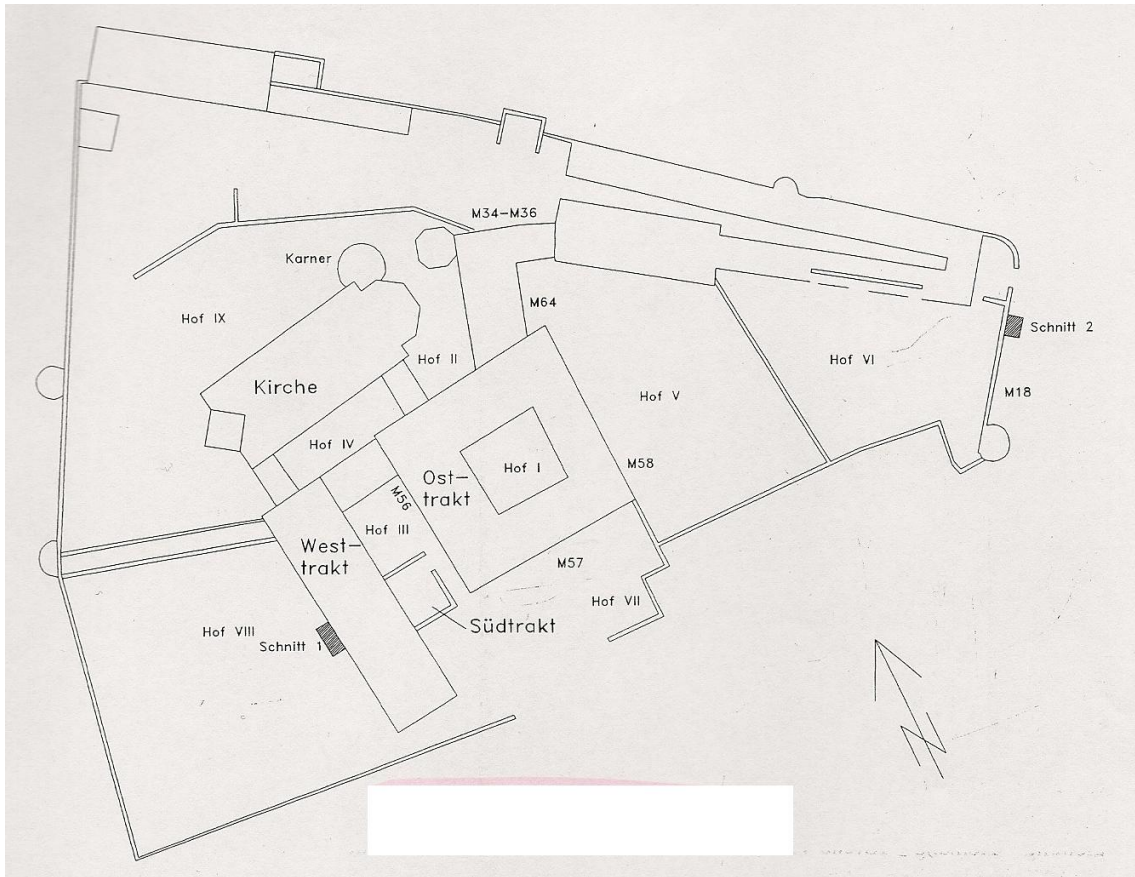 M34–M36
Karner
M64
Hof IX
Schnitt 2
Hof II
Hof VI
Kirche
M18
Hof V
Hof IV
Hof I
M58
Ost–
trakt
M56
Hof III
West–
trakt
M57
Hof VII
Südtrakt
Hof VIII
Schnitt 1
N